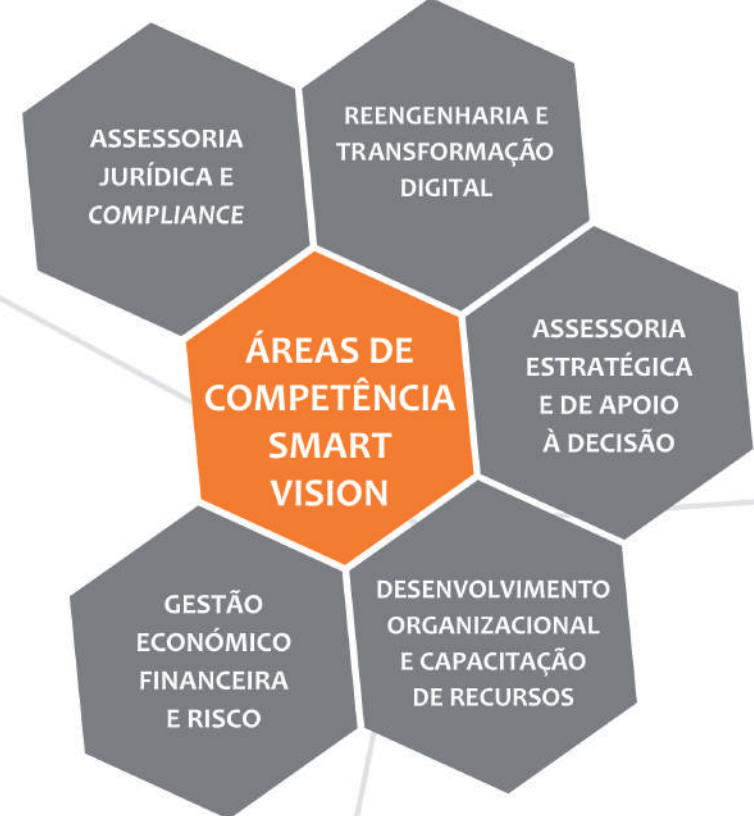 ASSESSORIA
JURÍDICA E
COMPLIANCE
REENGENHARIA E
TRANSFORMAÇÃO
DIGITAL
ÁREAS DE
COMPETÊNCIA
SMART
VISION
ASSESSORIA
ESTRATÉGICA
E DE APOIO
À DECISÃO
GESTÃO
ECONÓMICO
FINANCEIRA
E RISCO
DESENVOLVIMENTO
ORGANIZACIONAL
E CAPACITAÇÃO
DE RECURSOS